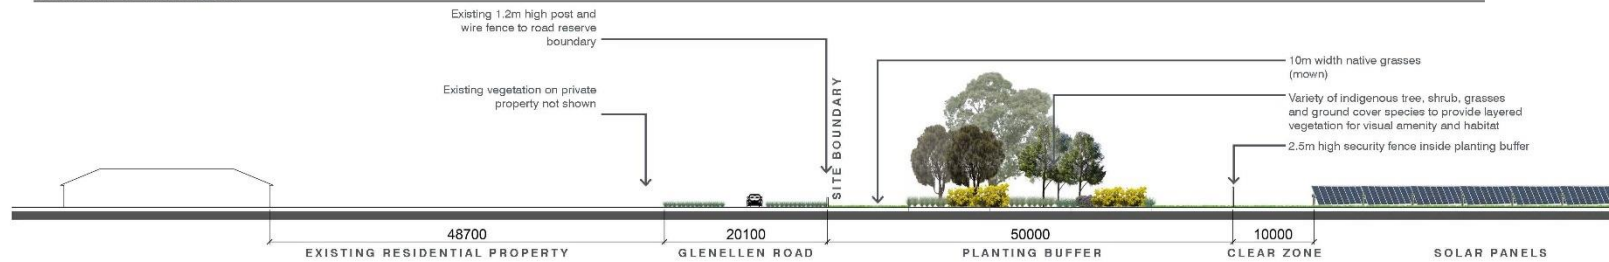 Existing 1.2m high post and
wire fence to road reserve
boundary
Existing vegetation on private
property not shown
SITE BOUNDARY
10m width native grasses
(mown)
Variety of indigenous tree, shrub, grasses
and ground cover species to provide layered
vegetation for visual amenity and habitat
2.5m high security fence inside planting buffer
48700
20100
50000
10000
EXISTING RESIDENTIAL PROPERTY
GLENELLEN ROAD
PLANTING BUFFER
CLEAR ZONE
SOLAR PANELS